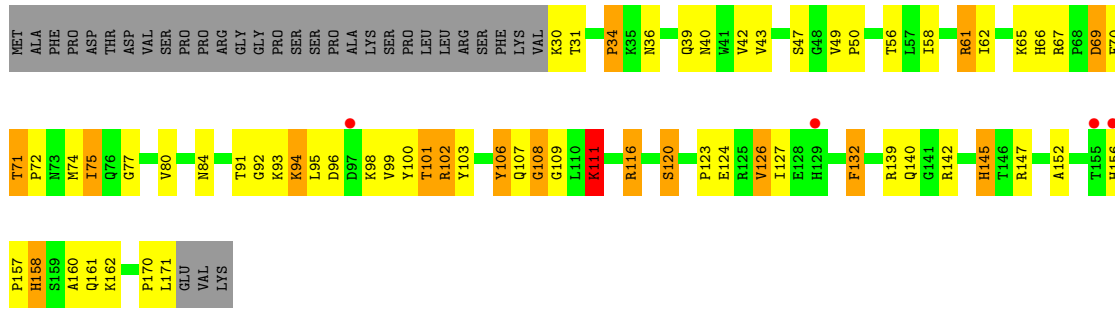 MET ALA PHE PRO ASP THR ASP VAL SER PRO PRO ARG GLY GLY PRO SER SER PRO ALA LYS SER PRO LEU LEU ARG SER PHE LYS VAL K30 T31 P34 K35 N36 Q39 N40 W41 V42 V43 S47 G48 V49 P50 T56 L57 I58 R61 I62 K65 H66 R67 P68 D69
T71 P72 N73 M74 I75 Q76 G77 V80 N84 T91 G92 K93 K94 L95 D96 D97 K98 V99 Y100 T101 R102 Y103 Y106 Q107 G108 G109 L110 K111 R116 S120 P123 E124 R125 V126 I127 E128 H129 F132 R139 Q140 G141 R142 H145 T146 R147 A152 T155 H156
P157 H158 S159 A160 Q161 K162 P170 L171 GLU VAL LYS